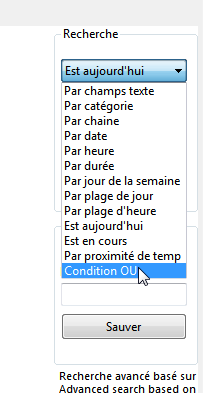 Recherche
Est aujourd'hui
Par champs texte
Par catégorie
Par chaine
Par date
Par heure
Par durée
Par jour de la semaine
Par plage de jour
Par plage d'heure
Est aujourd'hui
Est en cours
Par proximité de temp
Condition OU
Sauver
Recherche avancé basé sur
Advanced search based on